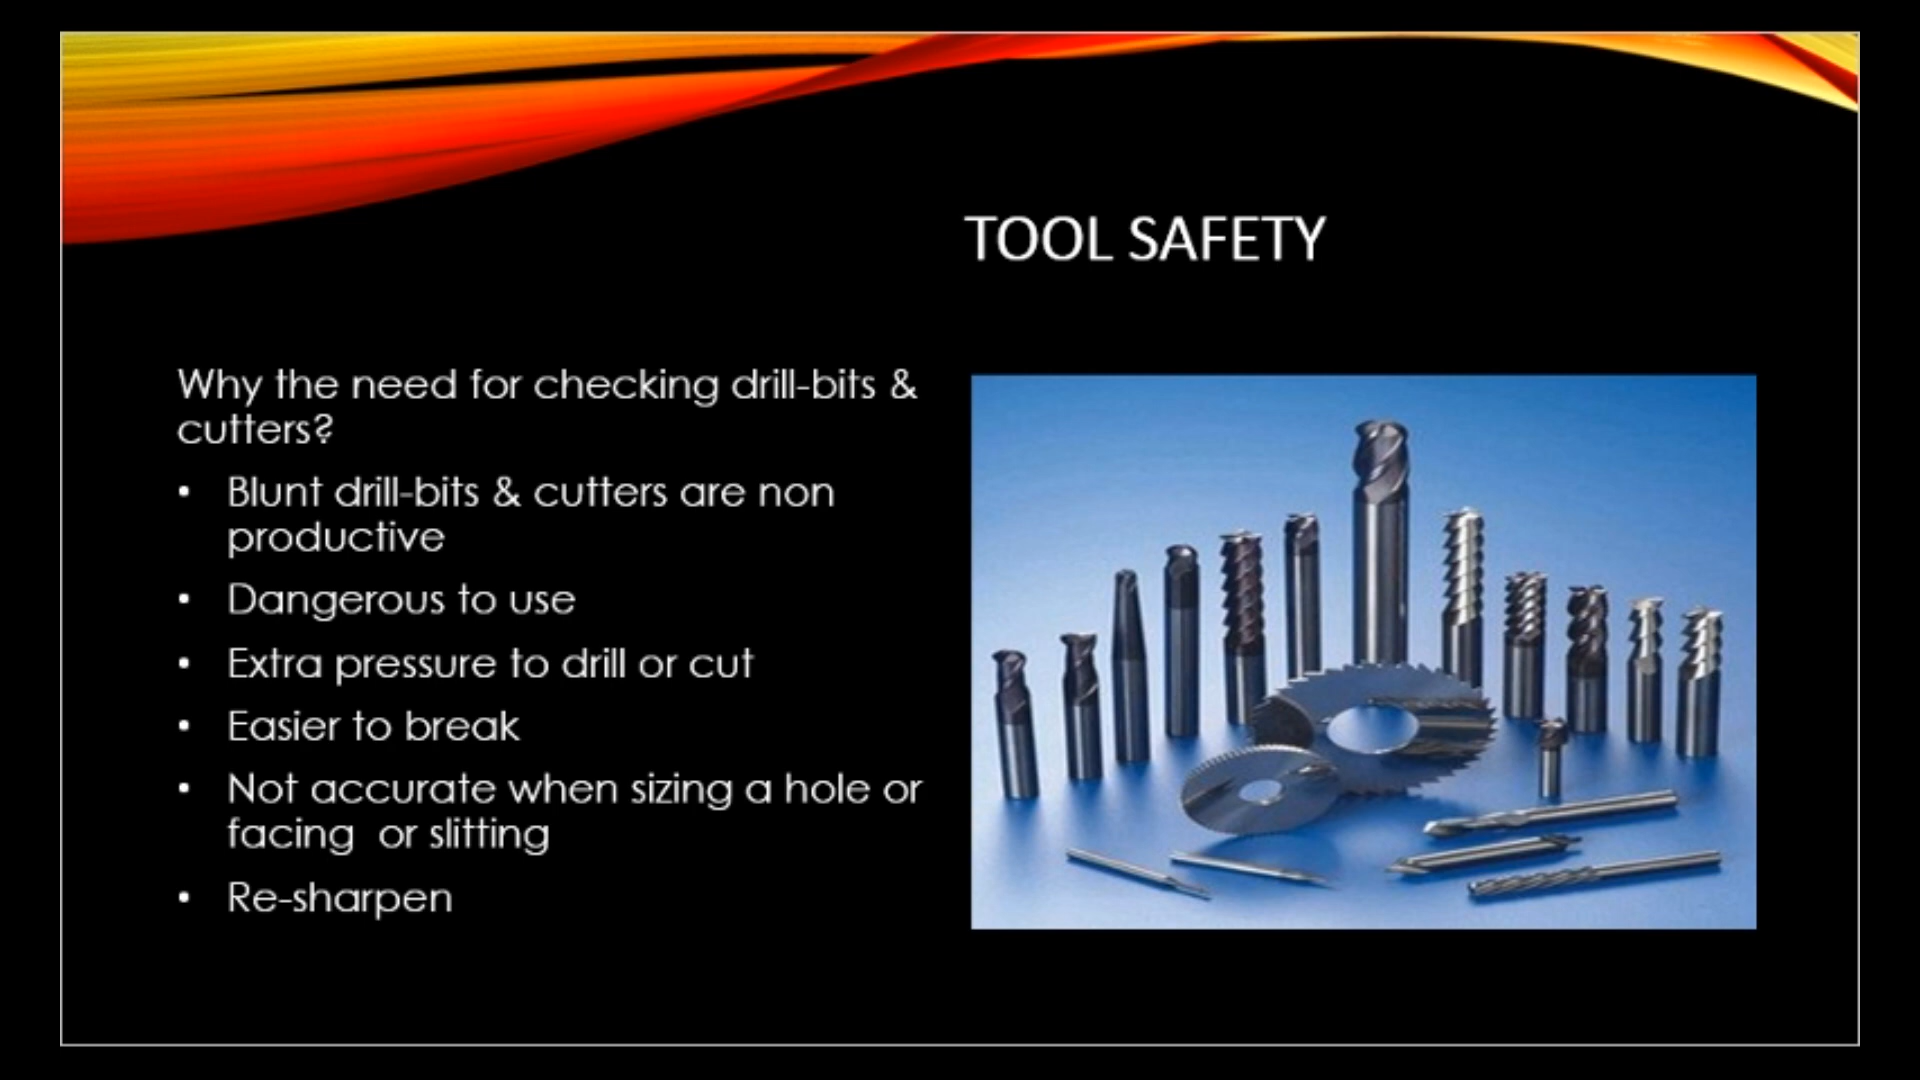 TOOL SAFETY
Why the need for checking drill-bits &
cutters?
• Blunt drill-bits & cutters are non
productive
• Dangerous to use
• Extra pressure to drill or cut
• Easier to break
• Not accurate when sizing a hole or
facing  or slitting
• Re-sharpen